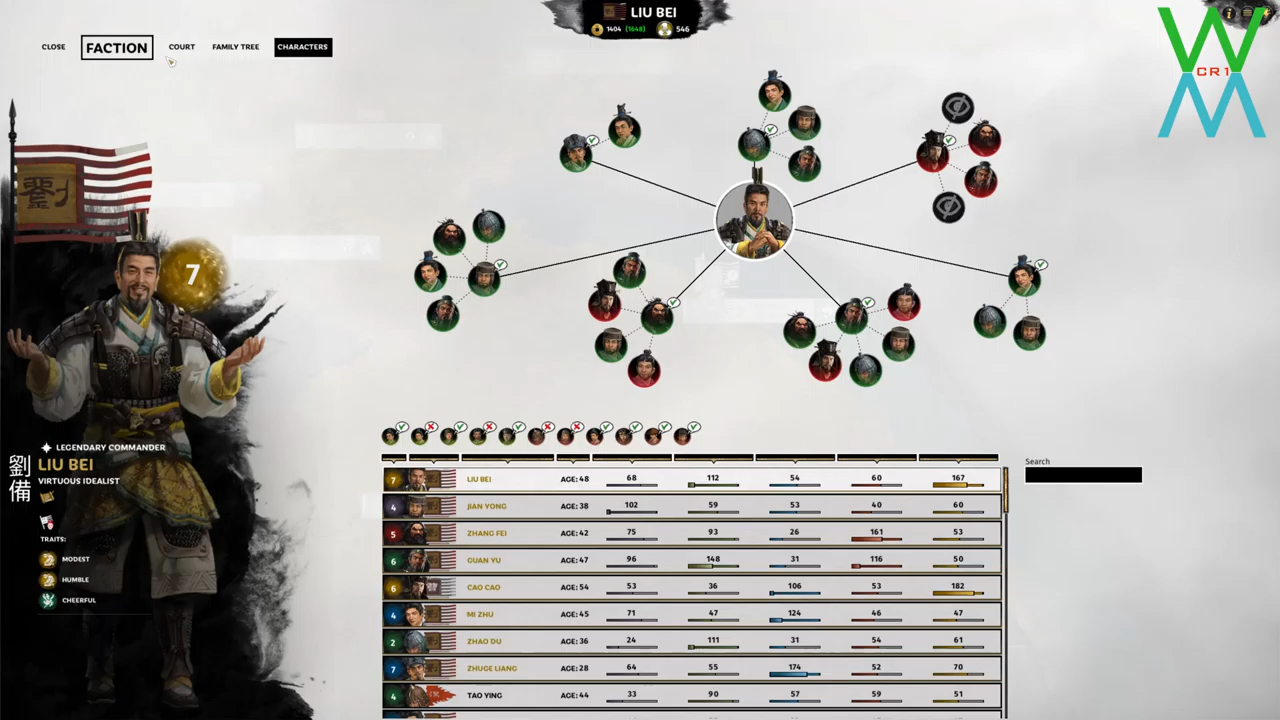 LIU BEI
1404 (1648) 546
CLOSE FACTION COURT FAMILY TREE CHARACTERS
W
CR1
M
劉
7
LEGENDARY COMMANDER
劉備
LIU BEI
VIRTUOUS IDEALIST
TRAITS:
MODEST
HUMBLE
CHEERFUL
Search
7 LIU BEI AGE: 48 68 112 54 60 167
4 JIAN YONG AGE: 38 102 59 53 40 60
5 ZHANG FEI AGE: 42 75 93 26 161 53
6 GUAN YU AGE: 47 96 148 31 116 50
6 CAO CAO AGE: 54 53 36 106 53 182
4 MI ZHU AGE: 45 71 47 124 46 47
2 ZHAO DU AGE: 36 24 111 31 54 61
7 ZHUGE LIANG AGE: 28 64 55 174 52 70
4 TAO YING AGE: 44 33 90 57 59 51